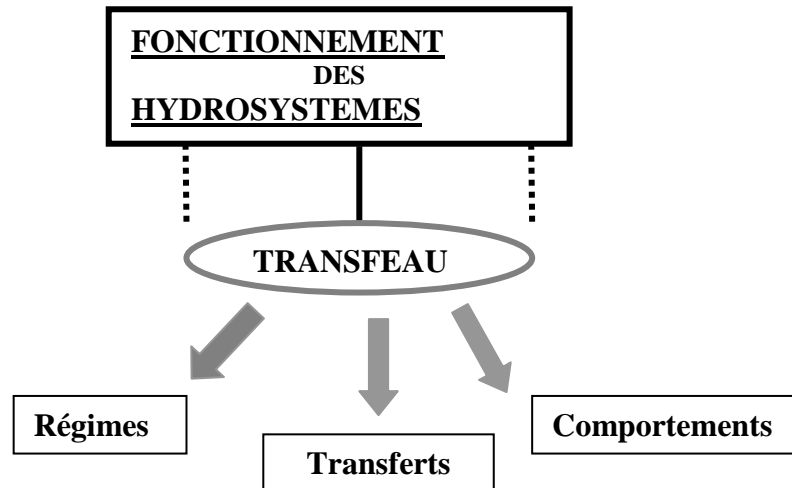 FONCTIONNEMENT
DES
HYDROSYSTEMES
TRANSFEAU
Régimes
Transferts
Comportements